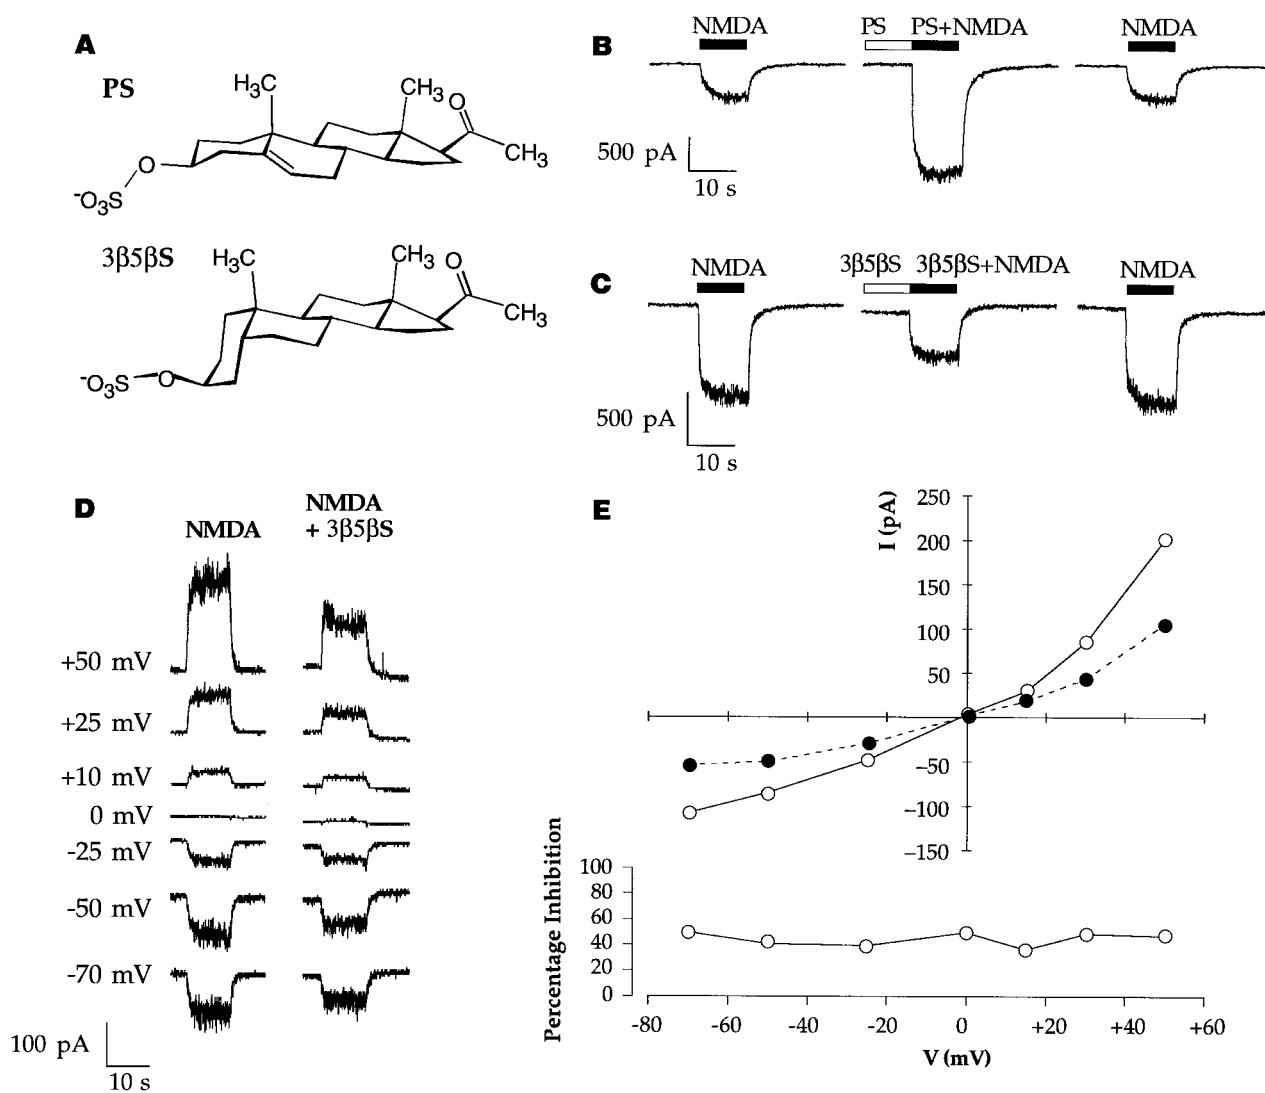 A
PS
H₃C
CH₃
O
CH₃
O
⁻O₃S
3β5βS
H₃C
CH₃
O
CH₃
⁻O₃S
O
B
NMDA
PS
PS+NMDA
NMDA
500 pA
10 s
C
NMDA
3β5βS
3β5βS+NMDA
NMDA
500 pA
10 s
D
NMDA
NMDA
+ 3β5βS
+50 mV
+25 mV
+10 mV
0 mV
-25 mV
-50 mV
-70 mV
100 pA
10 s
E
I (pA)
250
200
150
100
50
−50
−100
−150
Percentage Inhibition
100
80
60
40
20
0
-80
-60
-40
-20
0
+20
+40
+60
V (mV)